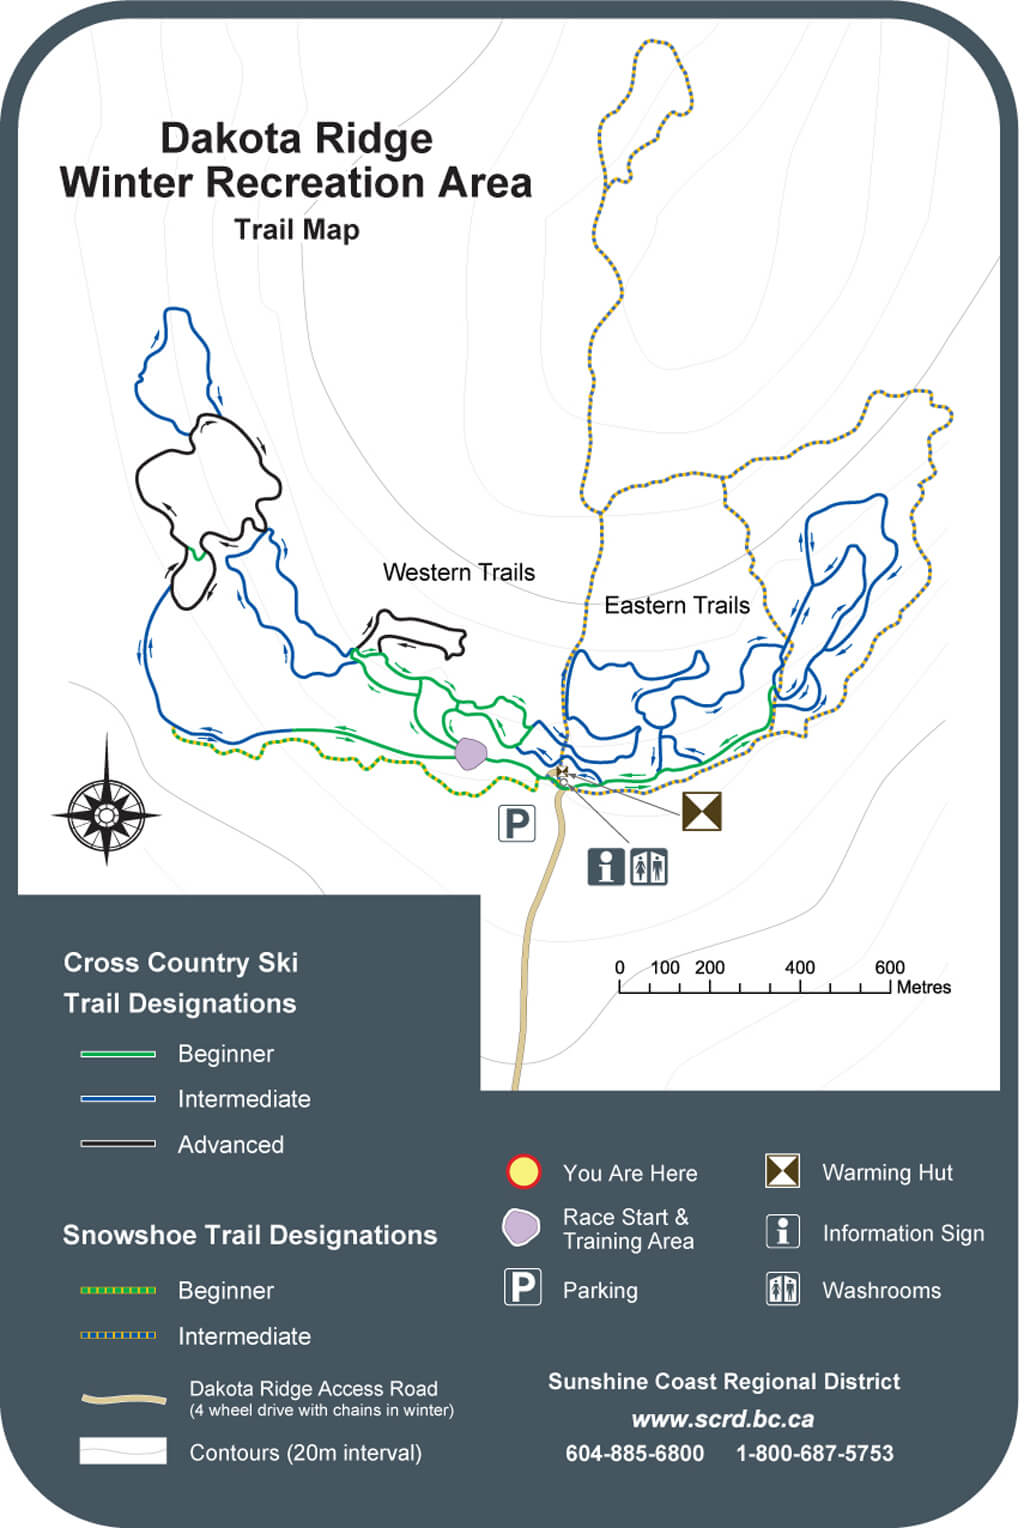 Dakota Ridge
Winter Recreation Area
Trail Map
Western Trails
Eastern Trails
P
i
0 100 200 400 600
Metres
Cross Country Ski
Trail Designations
Beginner
Intermediate
Advanced
Snowshoe Trail Designations
Beginner
Intermediate
Dakota Ridge Access Road
(4 wheel drive with chains in winter)
Contours (20m interval)
You Are Here
Race Start &
Training Area
P Parking
Warming Hut
i Information Sign
Washrooms
Sunshine Coast Regional District
www.scrd.bc.ca
604-885-6800 1-800-687-5753